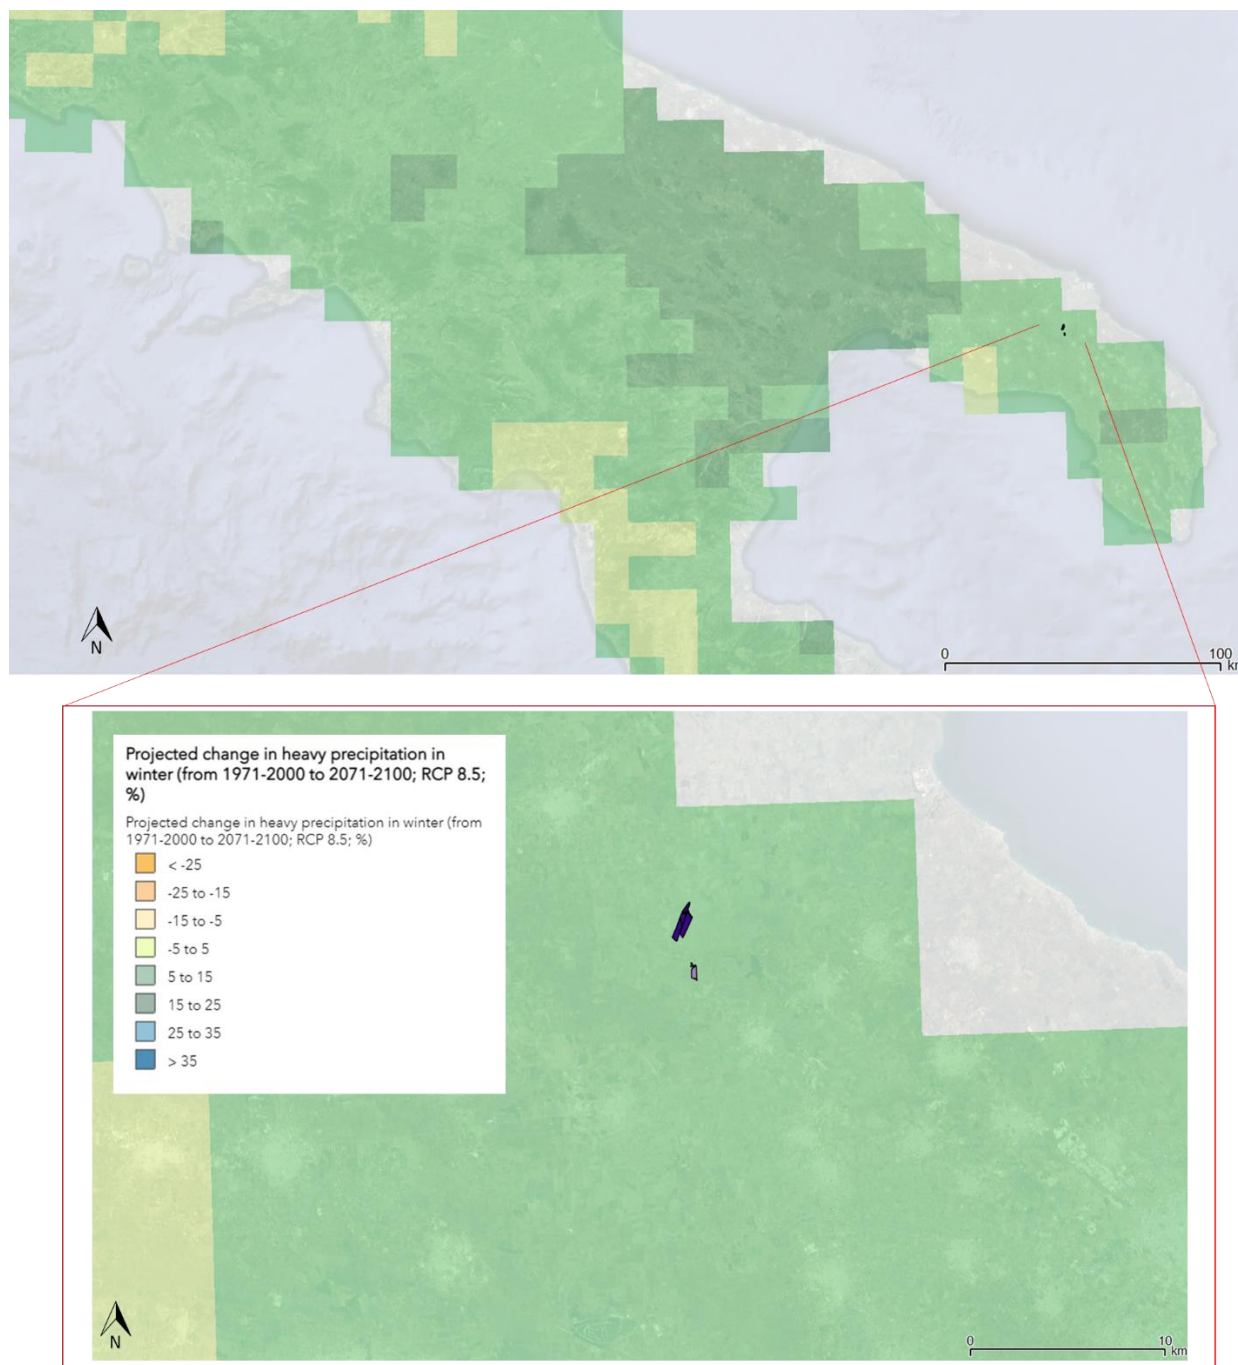 N
0 100
km
Projected change in heavy precipitation in
winter (from 1971-2000 to 2071-2100; RCP 8.5;
%)
Projected change in heavy precipitation in winter (from
1971-2000 to 2071-2100; RCP 8.5; %)
< -25
-25 to -15
-15 to -5
-5 to 5
5 to 15
15 to 25
25 to 35
> 35
N
0 10
km